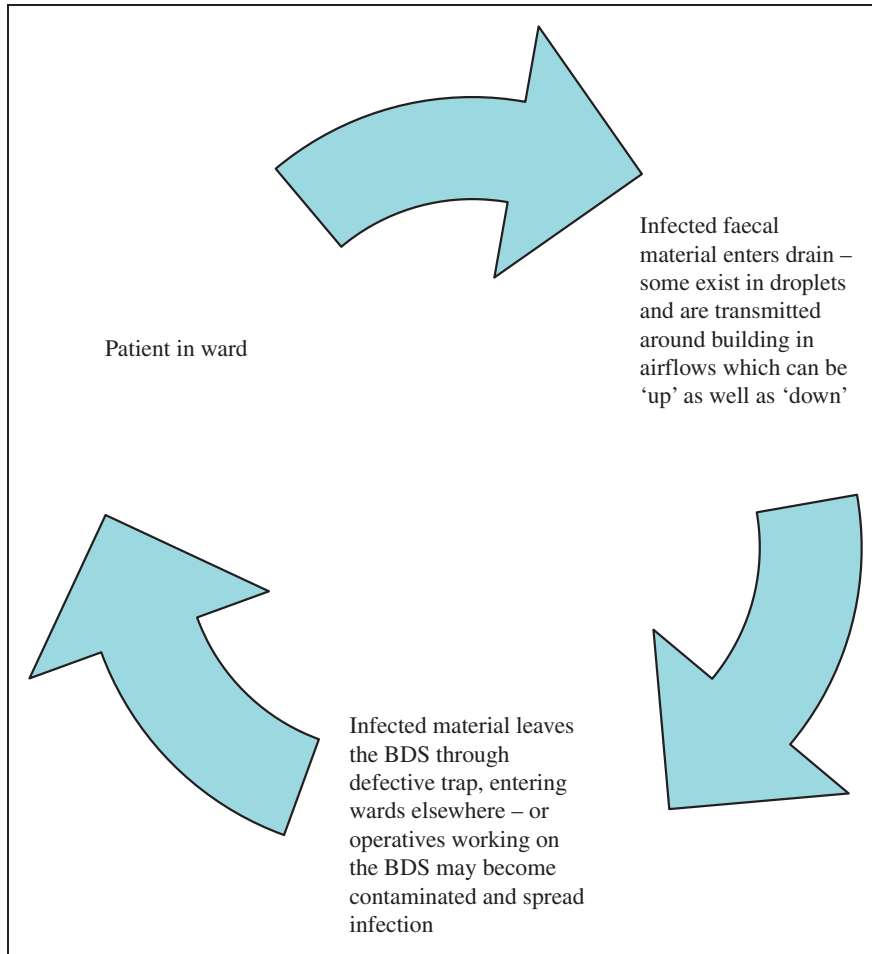 Patient in ward
Infected faecal
material enters drain –
some exist in droplets
and are transmitted
around building in
airflows which can be
‘up’ as well as ‘down’
Infected material leaves
the BDS through
defective trap, entering
wards elsewhere – or
operatives working on
the BDS may become
contaminated and spread
infection